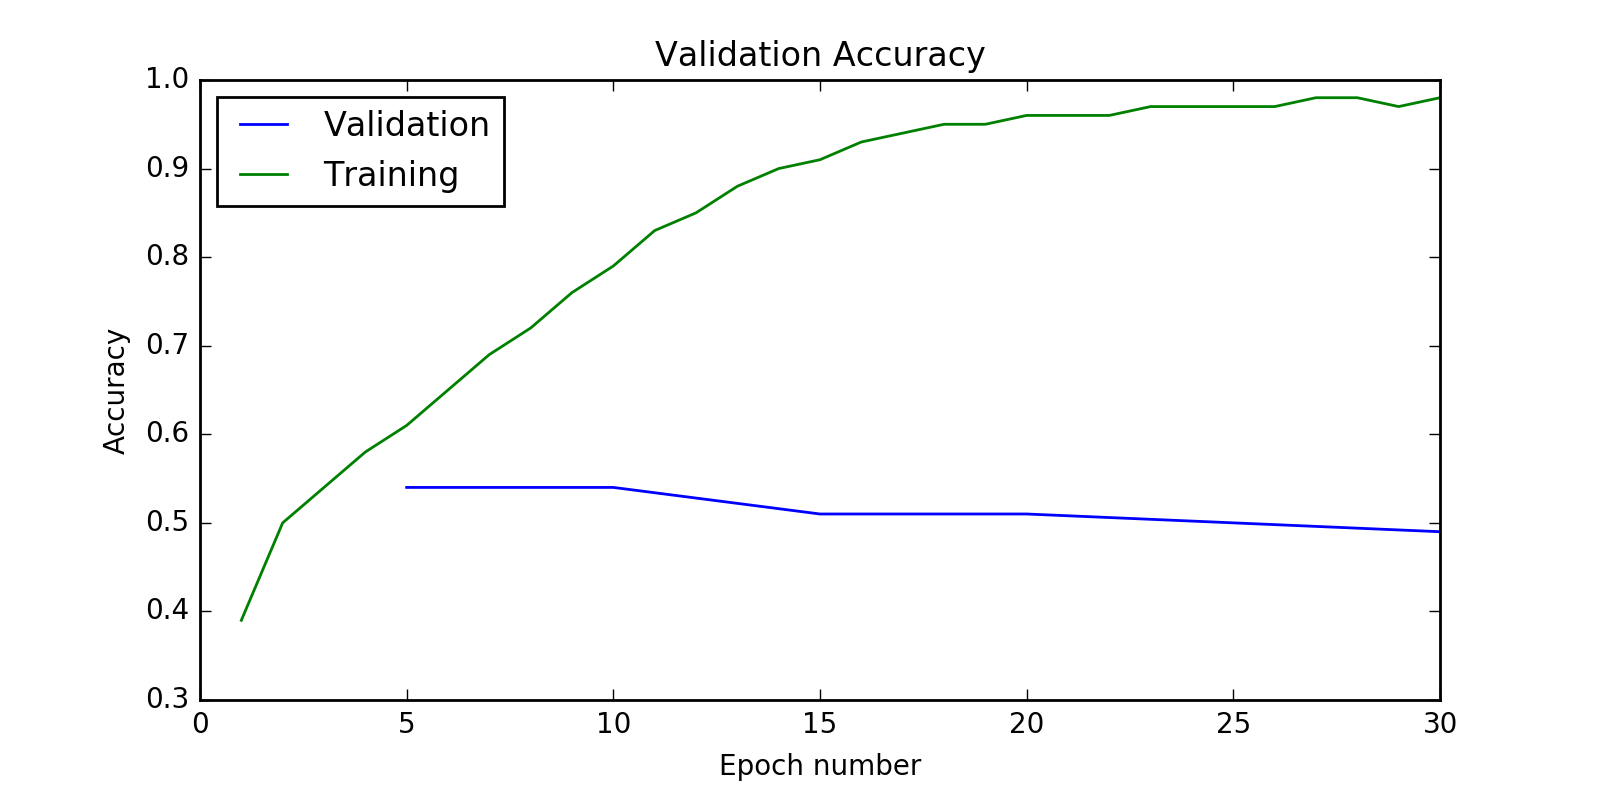 Validation Accuracy
1.0
0.9
0.8
0.7
0.6
0.5
0.4
0.3
Accuracy
Validation
Training
0 5 10 15 20 25 30
Epoch number